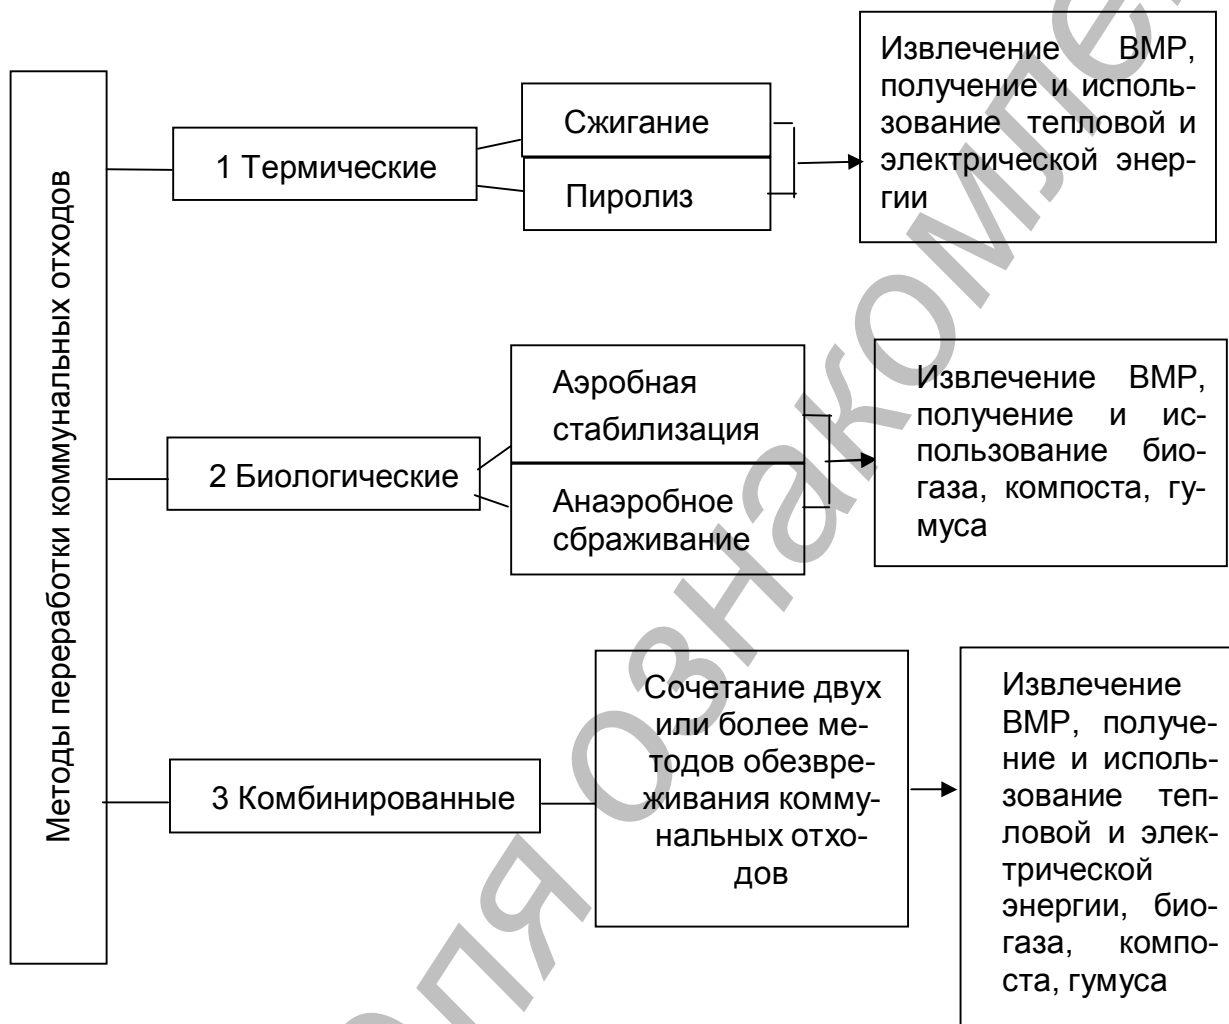 Методы переработки коммунальных отходов
1 Термические
Сжигание
Пиролиз
Извлечение ВМР,
получение и исполь-
зование тепловой и
электрической энер-
гии
2 Биологические
Аэробная
стабилизация
Анаэробное
сбраживание
Извлечение ВМР,
получение и ис-
пользование био-
газа, компоста, гу-
муса
3 Комбинированные
Сочетание двух
или более ме-
тодов обезвре-
живания комму-
нальных отхо-
дов
Извлечение
ВМР, получе-
ние и исполь-
зование теп-
ловой и элек-
трической
энергии, био-
газа, компо-
ста, гумуса